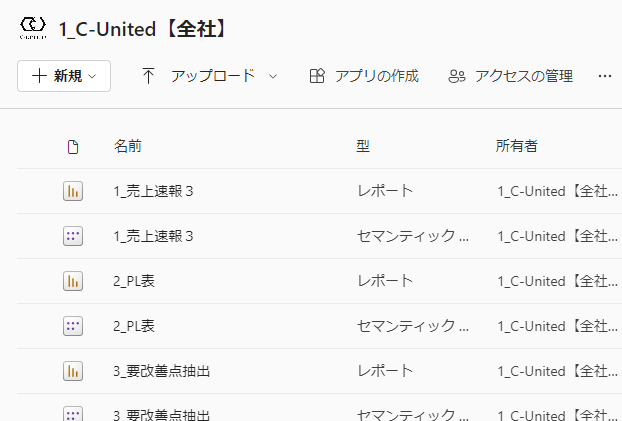 1_C-United【全社】
新規 アップロード アプリの作成 アクセスの管理 …
名前 型 所有者
1_売上速報３ レポート 1_C-United【全社...
1_売上速報３ セマンティック ... 1_C-United【全社...
2_PL表 レポート 1_C-United【全社...
2_PL表 セマンティック ... 1_C-United【全社...
3_要改善点抽出 レポート 1_C-United【全社...
3_要改善点抽出 セマンティック ... 1_C-United【全社...